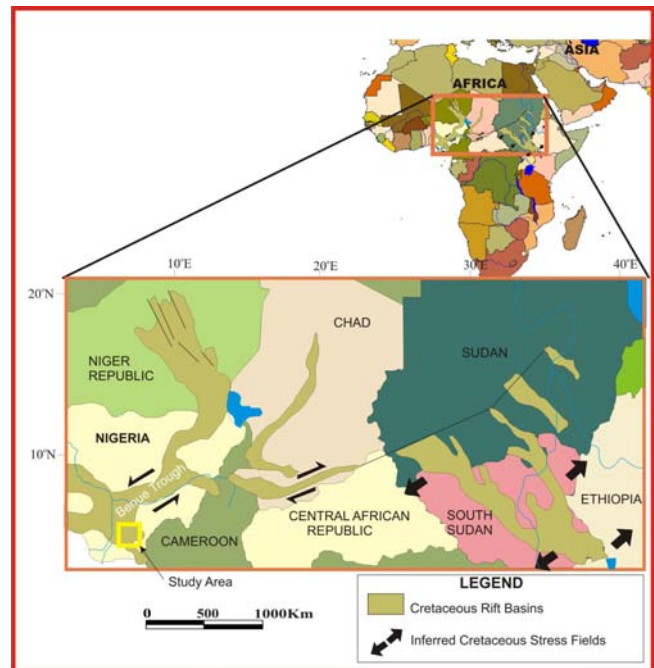 ASIA
AFRICA
10°E
20°E
30°E
40°E
20°N
CHAD
SUDAN
NIGER
REPUBLIC
NIGERIA
10°N
Benue Trough
ETHIOPIA
SOUTH
SUDAN
CENTRAL AFRICAN
REPUBLIC
CAMEROON
Study Area
0 500 1000Km
LEGEND
Cretaceous Rift Basins
Inferred Cretaceous Stress Fields